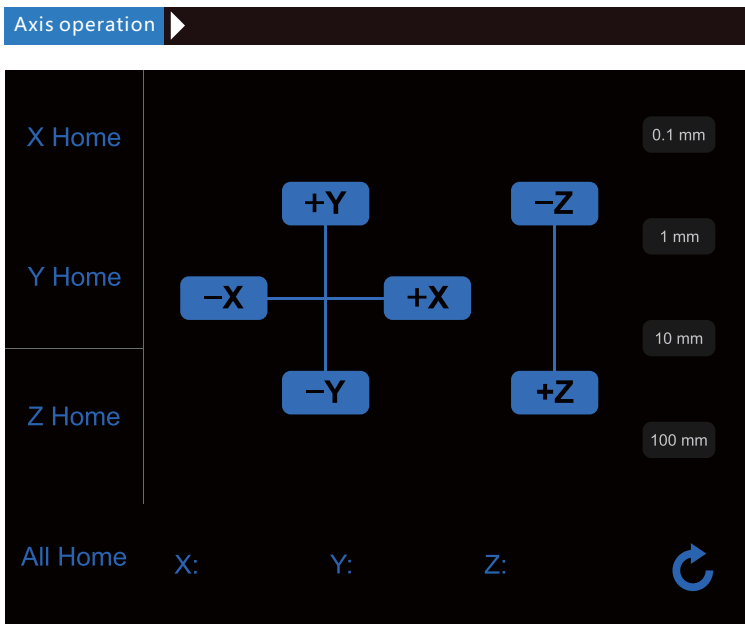 Axis operation
X Home
0.1 mm
+Y
−Z
1 mm
Y Home
−X
+X
10 mm
−Y
+Z
Z Home
100 mm
All Home
X:
Y:
Z: